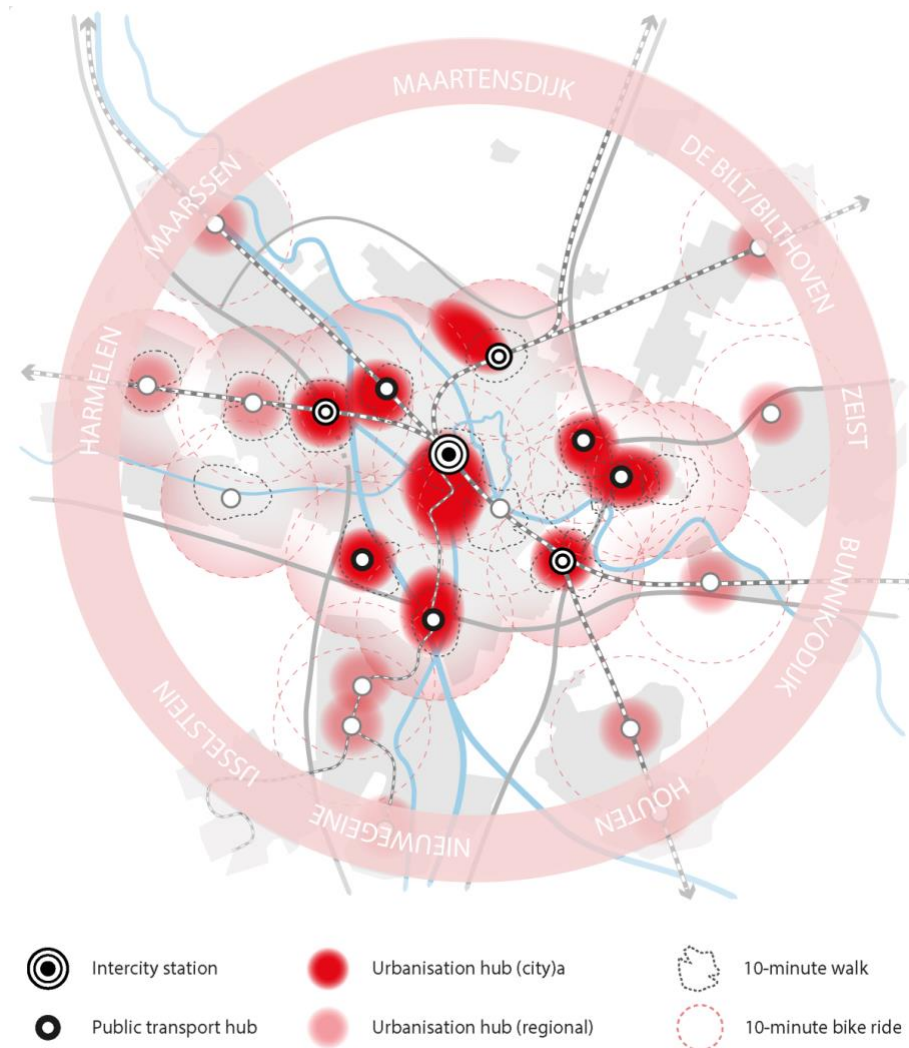 MAARTENSDIJK
DE BILT/BILTHOVEN
MAARSSEN
HARMELEN
ZEIST
BUNNIK/ODIJK
IJSSELSTEIN
NIEUWEGEINE
HOUTEN
Intercity station
Urbanisation hub (city)a
10-minute walk
Public transport hub
Urbanisation hub (regional)
10-minute bike ride